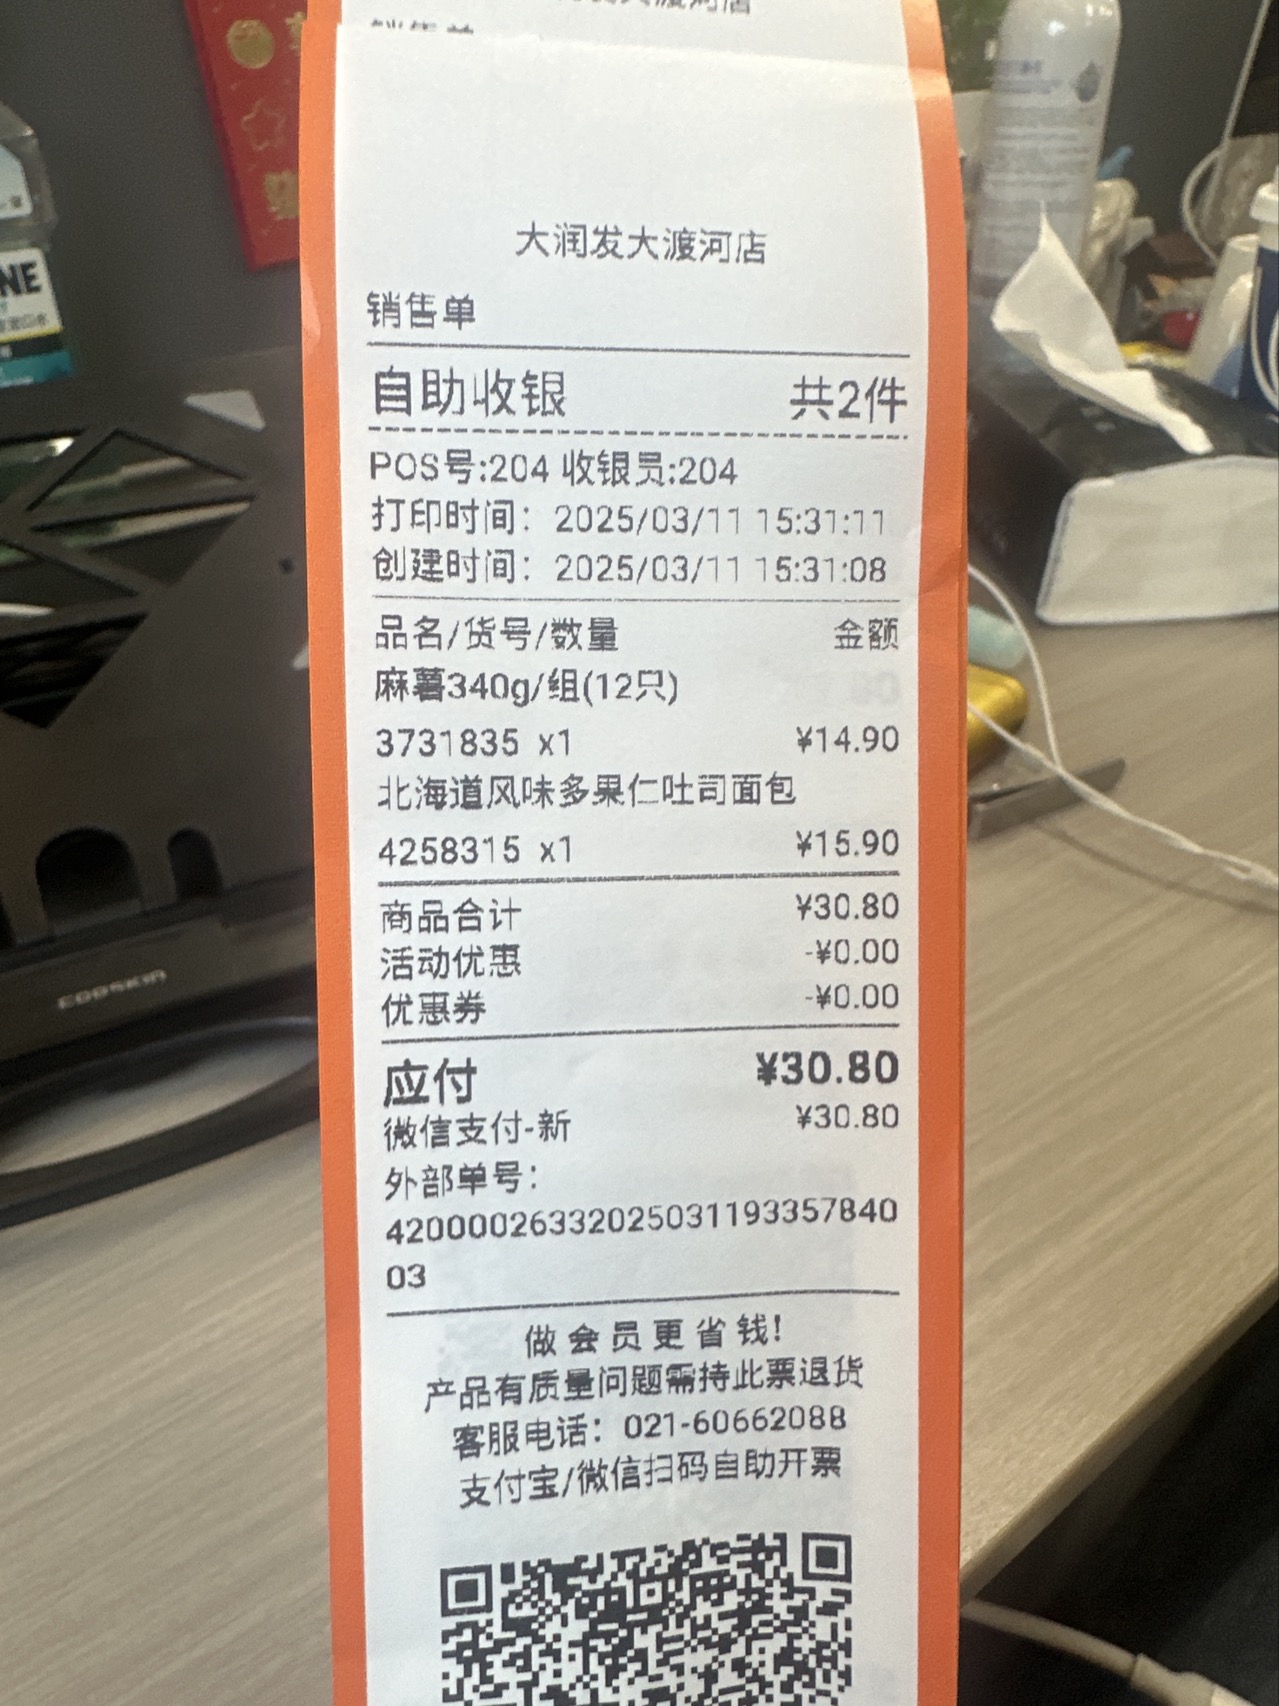 大润发大渡河店
销售单
自助收银 共2件
POS号:204 收银员:204
打印时间： 2025/03/11 15:31:11
创建时间： 2025/03/11 15:31:08
品名/货号/数量 金额
麻薯340g/组(12只)
3731835 x1 ¥14.90
北海道风味多果仁吐司面包
4258315 x1 ¥15.90
商品合计 ¥30.80
活动优惠 -¥0.00
优惠券 -¥0.00
应付 ¥30.80
微信支付-新 ¥30.80
外部单号：
42000026332025031193357840
03
做会员更省钱!
产品有质量问题需持此票退货
客服电话：021-60662088
支付宝/微信扫码自助开票
COOSKIN
NE